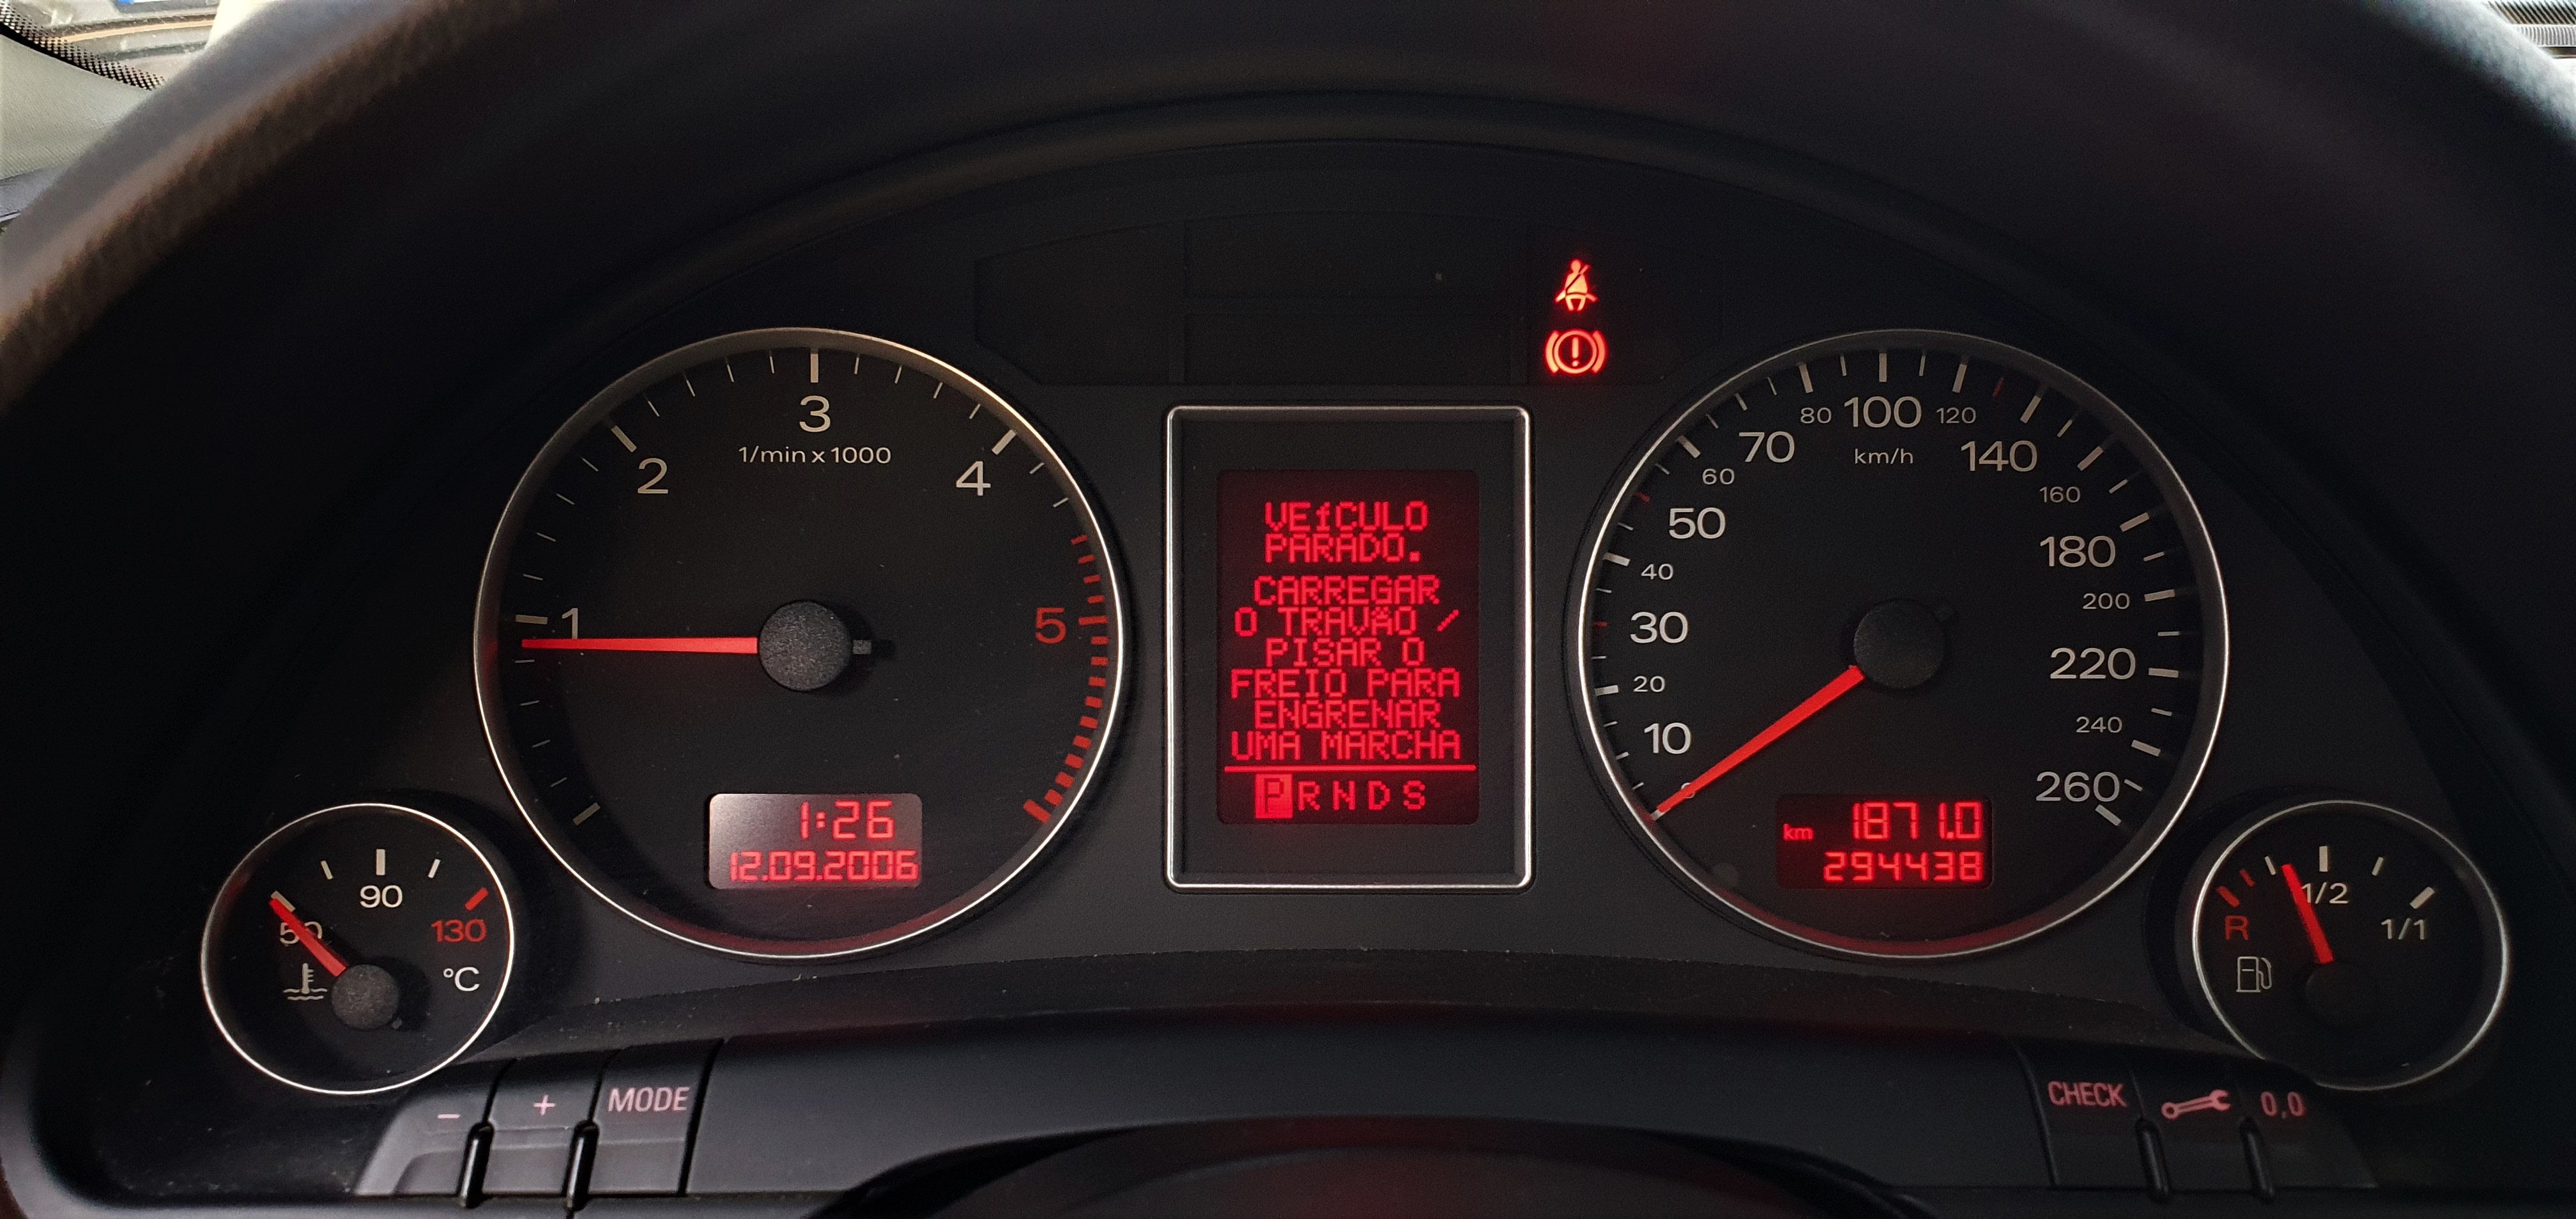 1
2
3
4
5
1/min x 1000
1:26
12.09.2006
50
90
130
°C
VEíCULO
PARADO.
CARREGAR
O TRAVÃO /
PISAR O
FREIO PARA
ENGRENAR
UMA MARCHA
P R N D S
10
20
30
40
50
60
70
80
100
120
140
160
180
200
220
240
260
km/h
km 1871.0
294438
R
1/2
1/1
- + MODE
CHECK 0,0